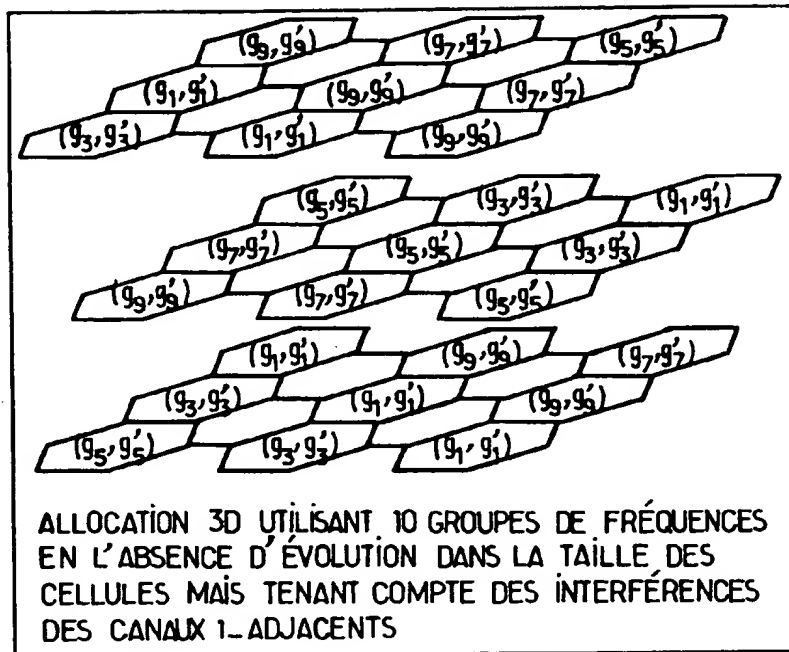 (g9,g'9) (g7,g'7) (g5,g'5)
(g1,g'1) (g9,g'9) (g7,g'7)
(g3,g'3) (g1,g'1) (g9,g'9)
(g5,g'5) (g3,g'3) (g1,g'1)
(g7,g'7) (g5,g'5) (g3,g'3)
(g9,g'9) (g7,g'7) (g5,g'5)
(g1,g'1) (g9,g'9) (g7,g'7)
(g3,g'3) (g1,g'1) (g9,g'9)
(g5,g'5) (g3,g'3) (g1,g'1)
ALLOCATION 3D UTILISANT 10 GROUPES DE FRÉQUENCES
EN L'ABSENCE D'ÉVOLUTION DANS LA TAILLE DES
CELLULES MAIS TENANT COMPTE DES INTERFÉRENCES
DES CANAUX 1_ADJACENTS